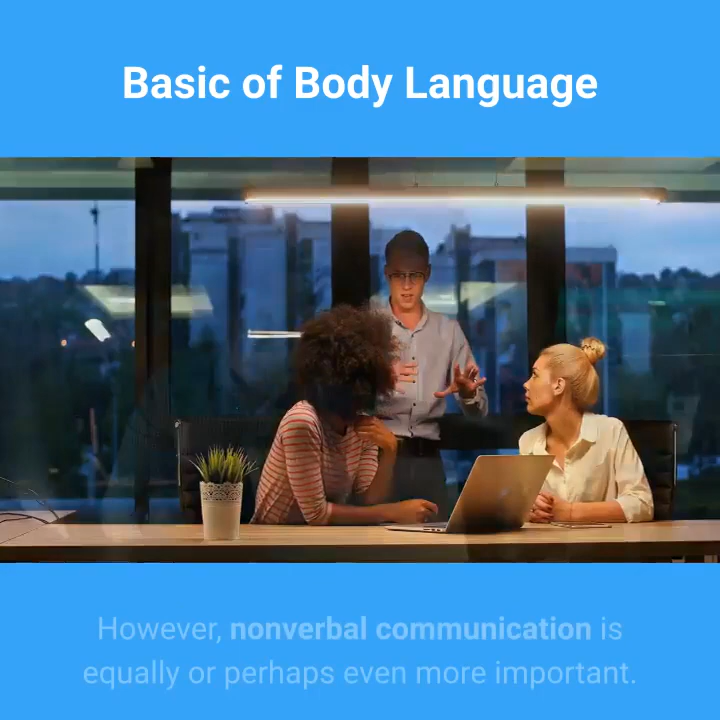 Basic of Body Language
However, nonverbal communication is
equally or perhaps even more important.